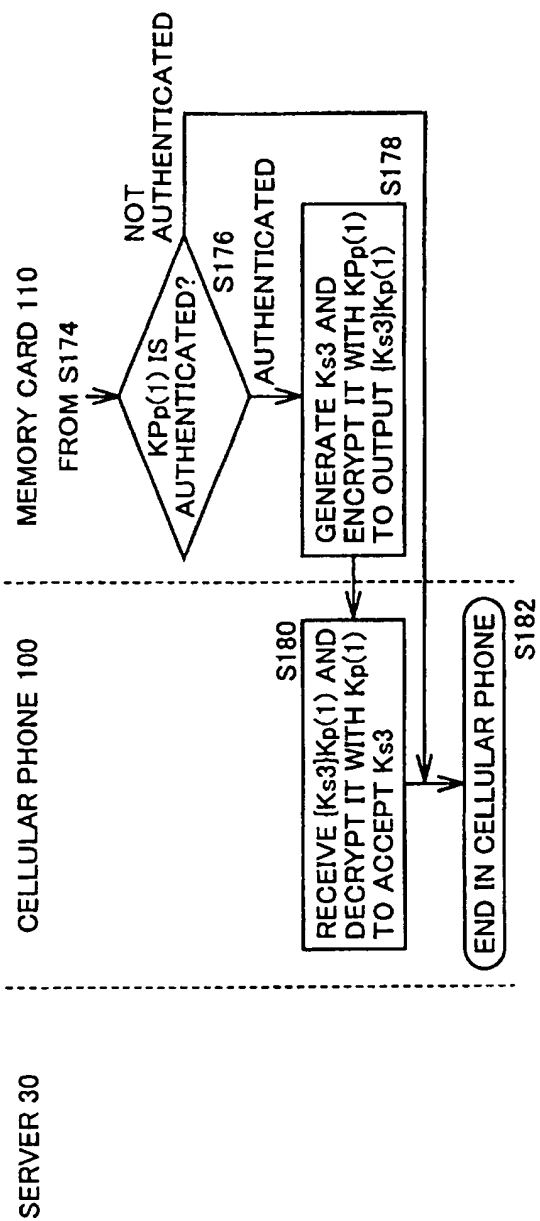 SERVER 30
CELLULAR PHONE 100
MEMORY CARD 110
FROM S174
KPp(1) IS
AUTHENTICATED?
S176
NOT
AUTHENTICATED
AUTHENTICATED
GENERATE Ks3 AND
ENCRYPT IT WITH KPp(1)
TO OUTPUT {Ks3}Kp(1)
S178
S180
RECEIVE {Ks3}Kp(1) AND
DECRYPT IT WITH Kp(1)
TO ACCEPT Ks3
END IN CELLULAR PHONE
S182